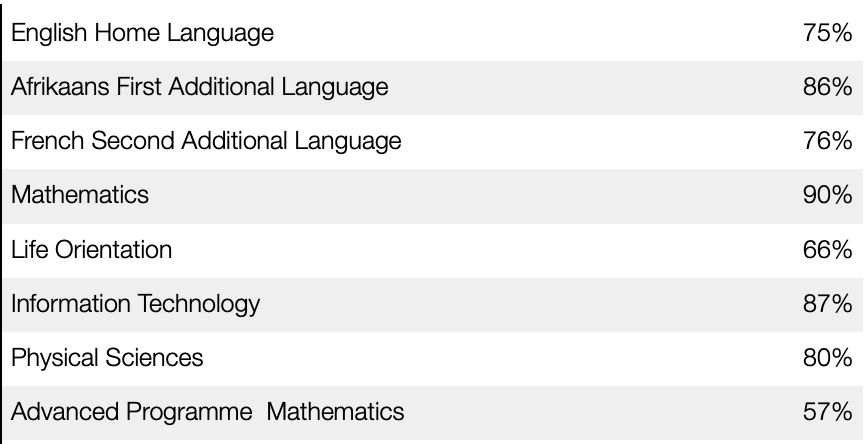 English Home Language 75%
Afrikaans First Additional Language 86%
French Second Additional Language 76%
Mathematics 90%
Life Orientation 66%
Information Technology 87%
Physical Sciences 80%
Advanced Programme  Mathematics 57%